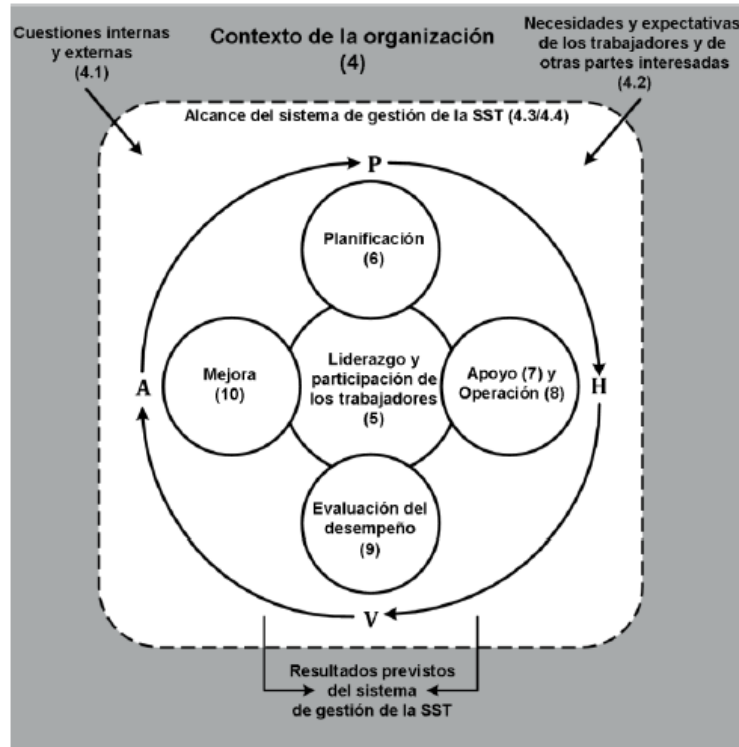 Cuestiones internas
y externas
(4.1)
Contexto de la organización
(4)
Necesidades y expectativas
de los trabajadores y de
otras partes interesadas
(4.2)
Alcance del sistema de gestión de la SST (4.3/4.4)
P
Planificación
(6)
A
Mejora
(10)
Liderazgo y
participación de
los trabajadores
(5)
Apoyo (7) y
Operación (8)
H
Evaluación del
desempeño
(9)
V
Resultados previstos
del sistema
de gestión de la SST